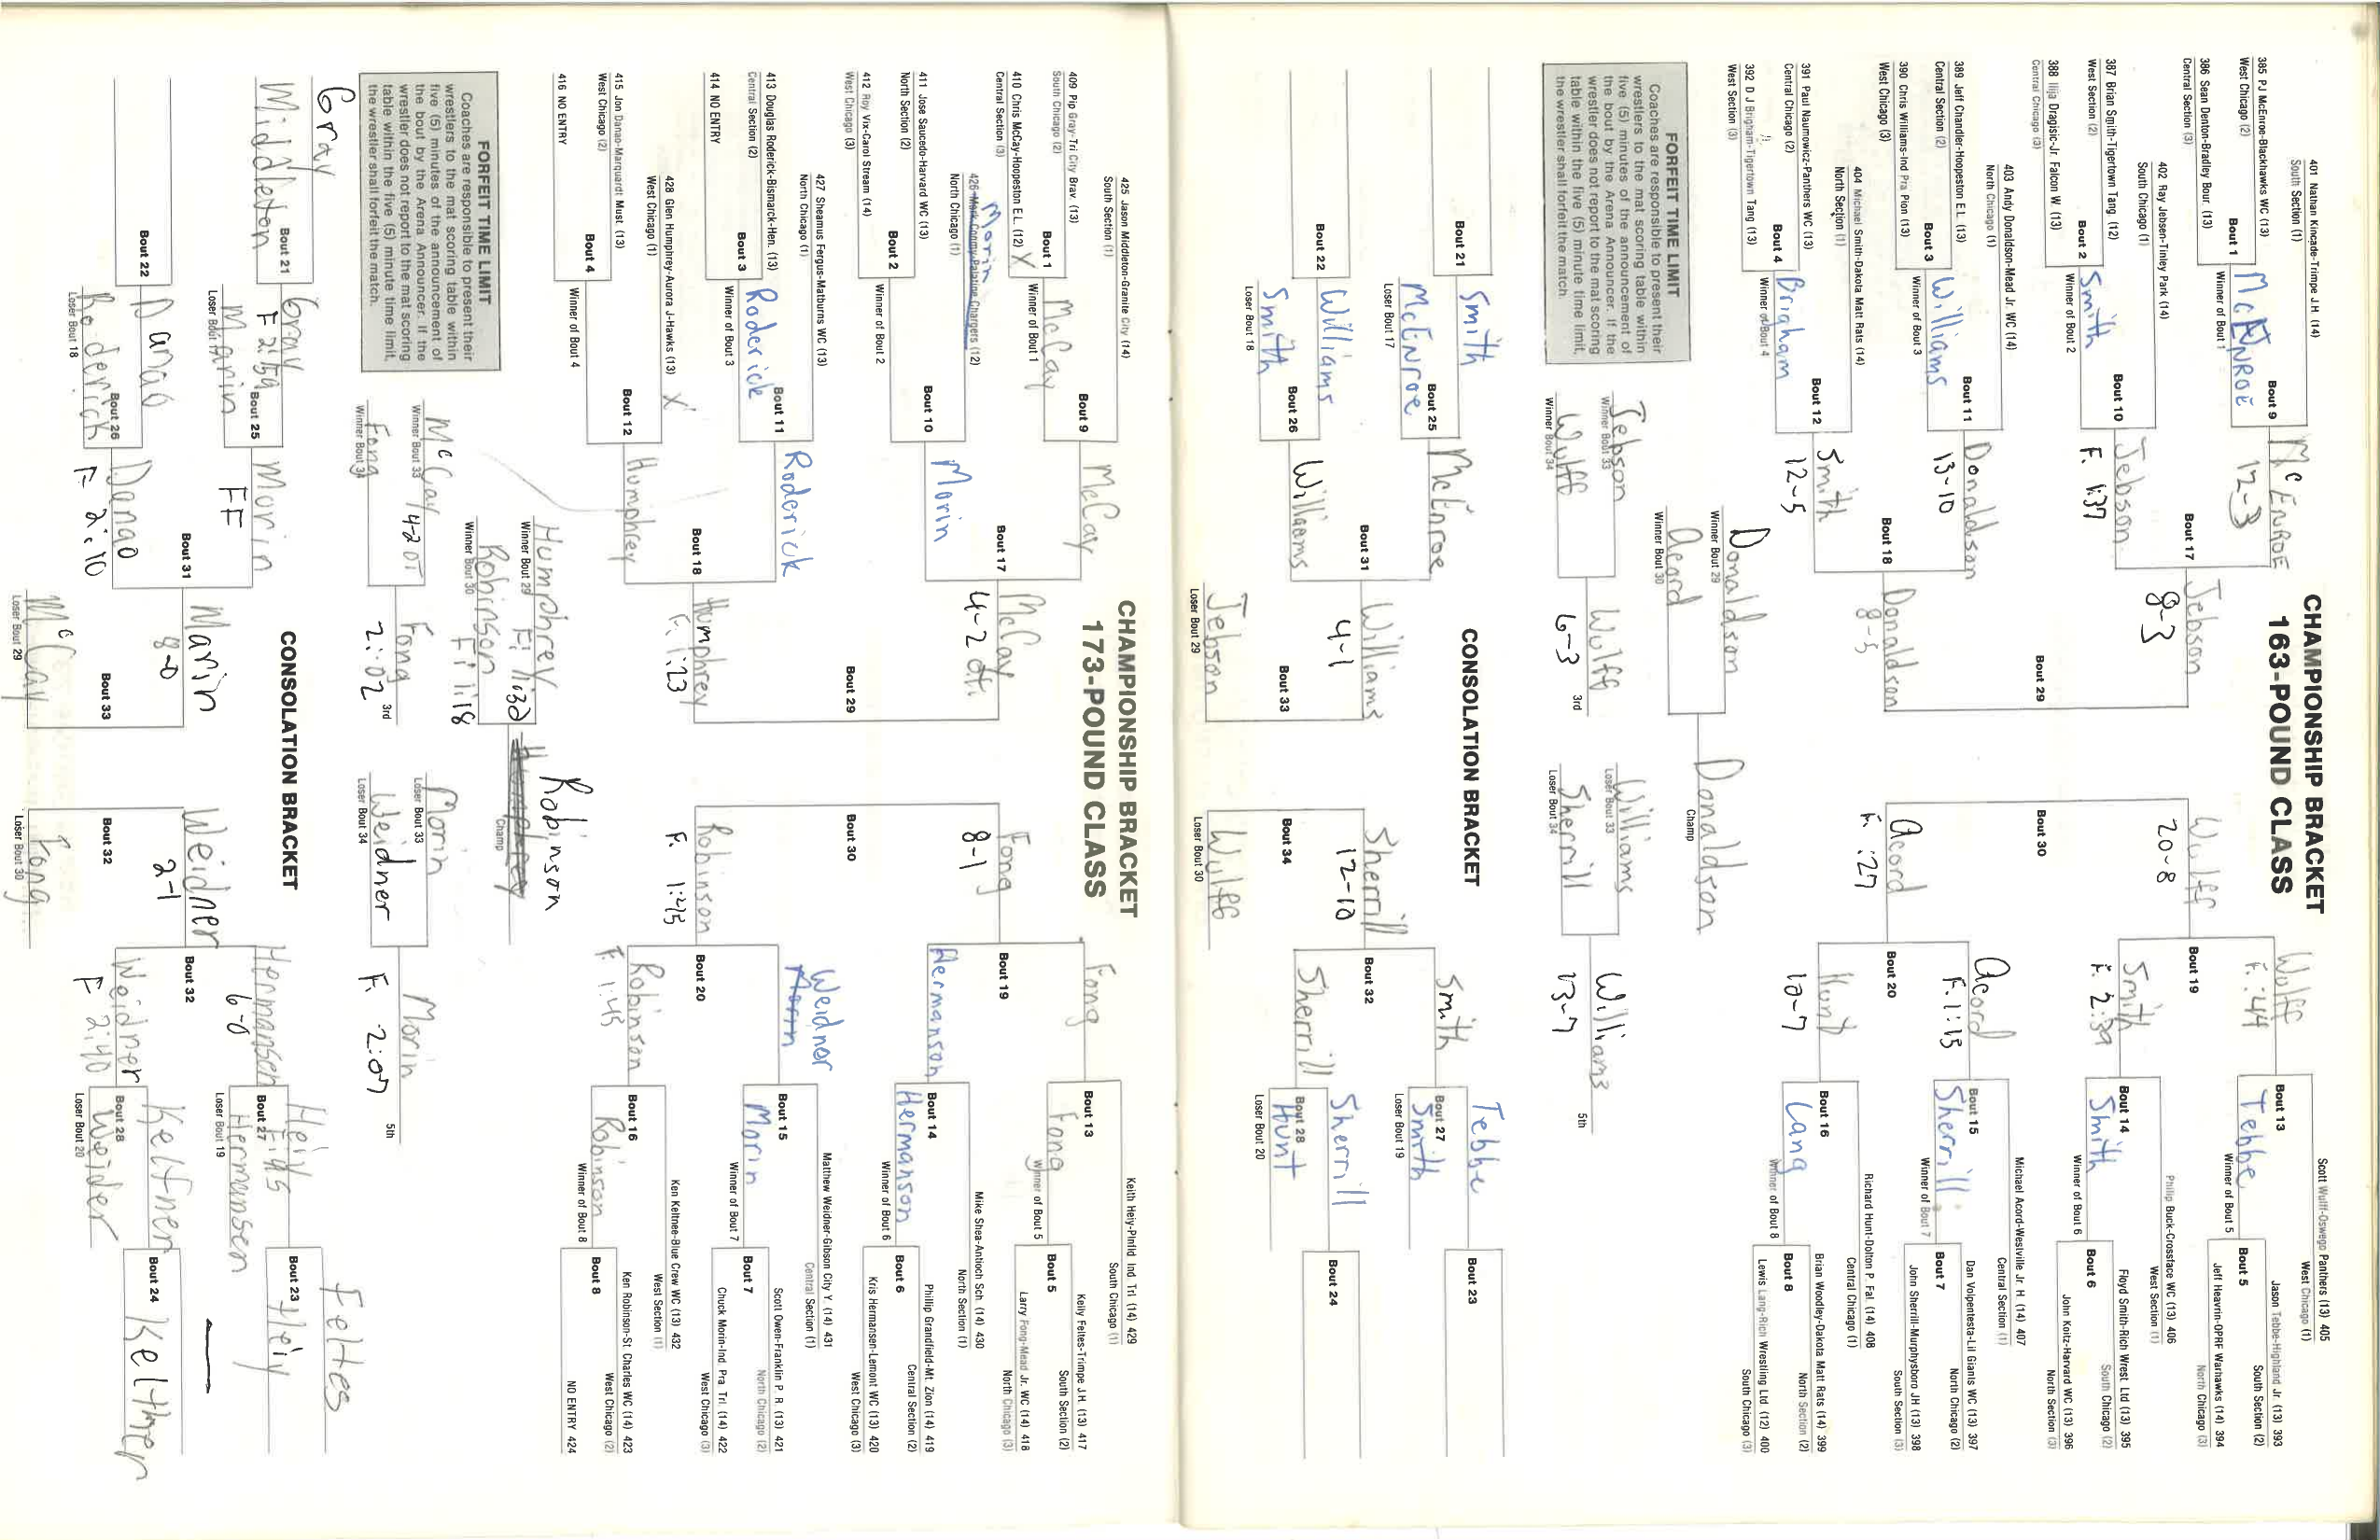 CHAMPIONSHIP BRACKET
163-POUND CLASS
401 Nathan Kincade-Trimpe J.H. (14)
South Section (1)
385 PJ McEnroe-Blackhawks WC (13)
West Chicago (2)
Bout 1
McENROE
Winner of Bout 1
386 Sean Denton-Bradley Bour. (13)
Central Section (3)
Bout 9
McENROE
12-3
402 Ray Jebsen-Tinley Park (14)
South Chicago (1)
387 Brian Smith-Tigertown Tang (12)
West Section (2)
Bout 2
Smith
Winner of Bout 2
388 Ilija Dragisic-Jr. Falcon W. (13)
Central Chicago (3)
Bout 10
Jebson
F. 1:37
Bout 17
Jebson
8-3
403 Andy Donaldson-Mead Jr. WC (14)
North Chicago (1)
389 Jeff Chandler-Hoopeston E.L. (13)
Central Section (2)
Bout 3
Williams
Winner of Bout 3
390 Chris Williams-Ind Pra Pion (13)
West Chicago (3)
Bout 11
Donaldson
13-10
404 Michael Smith-Dakota Matt Rats (14)
North Section (1)
391 Paul Naumowicz-Panthers WC (13)
Central Chicago (2)
Bout 4
Brigham
Winner of Bout 4
392 D J Brigham-Tigertown Tang (13)
West Section (3)
Bout 12
Smith
12-5
Bout 18
Donaldson
8-5
Bout 29
Scott Wulff-Oswego Panthers (13) 405
West Chicago (1)
Jason Tebbe-Highland Jr. (13) 393
South Section (2)
Bout 5
Tebbe
Winner of Bout 5
Jeff Heavrin-OPRF Warhawks (14) 394
North Chicago (3)
Bout 13
Wulff
F. :44
Phillip Buck-Crossface WC (13) 406
West Section (1)
Floyd Smith-Rich Wrest Ltd (13) 395
South Chicago (2)
Bout 6
Smith
Winner of Bout 6
John Knitz-Harvard WC (13) 396
North Section (3)
Bout 14
Smith
F. 2:39
Bout 19
Wulff
20-8
Michael Acord-Westville Jr. H. (14) 407
Central Section (1)
Dan Volpentesta-Lil Giants WC (13) 397
North Chicago (2)
Bout 7
Sherrill
Winner of Bout 7
John Sherrill-Murphysboro JH (13) 398
South Section (3)
Bout 15
Acord
F. 1:13
Richard Hunt-Dolton P. Fal. (14) 408
Central Chicago (1)
Brian Woodley-Dakota Matt Rats (14) 399
North Section (2)
Bout 8
Lang
Winner of Bout 8
Lewis Lang-Rich Wrestling Ltd (12) 400
South Chicago (3)
Bout 16
Hunt
10-7
Bout 20
Acord
F. :27
Bout 30
Donaldson
Winner Bout 29
Acord
Winner Bout 30
Donaldson
Champ
FORFEIT TIME LIMIT
Coaches are responsible to present their
wrestlers to the mat scoring table within
five (5) minutes of the announcement of
the bout by the Arena Announcer. If the
wrestler does not report to the mat scoring
table within the five (5) minute time limit,
the wrestler shall forfeit the match.
Jebson
Winner Bout 33
Wulff
Winner Bout 34
Wulff
6-3
3rd
Williams
Loser Bout 33
Sherrill
Loser Bout 34
Williams
13-7
5th
CONSOLATION BRACKET
Bout 21
Smith
McEnroe
Loser Bout 17
Bout 25
McEnroe
Bout 22
Williams
Smith
Loser Bout 18
Bout 26
Williams
Bout 31
Williams
4-1
Bout 33
Jebson
Loser Bout 29
Bout 23
Tebbe
Bout 27
Smith
Loser Bout 19
Smith
Bout 24
Sherrill
Bout 28
Hunt
Loser Bout 20
Sherrill
Bout 32
Sherrill
12-10
Bout 34
Wulff
Loser Bout 30
CHAMPIONSHIP BRACKET
173-POUND CLASS
425 Jason Middleton-Granite City (14)
South Section (1)
409 Pip Gray-Tri City Brav. (13)
South Chicago (2)
Bout 1
McCay
Winner of Bout 1
410 Chris McCay-Hoopeston E.L. (12) X
Central Section (3)
Bout 9
McCay
Morin
426 Mark Conmy-Palatine Chargers (12)
North Chicago (1)
411 Jose Saucedo-Harvard WC (13)
North Section (2)
Bout 2
Winner of Bout 2
412 Roy Vix-Carol Stream (14)
West Chicago (3)
Bout 10
Morin
Bout 17
McCay
4-2 ot.
427 Sheamus Fergus-Matburns WC (13)
North Chicago (1)
413 Douglas Roderick-Bismarck-Hen. (13)
Central Section (2)
Bout 3
Roderick
Winner of Bout 3
414 NO ENTRY
Bout 11
Roderick
428 Glen Humphrey-Aurora J-Hawks (13) X
West Chicago (1)
415 Jon Danao-Marquardt Must. (13)
West Chicago (2)
Bout 4
Winner of Bout 4
416 NO ENTRY
Bout 12
Humphrey
Bout 18
Humphrey
F. 1:23
Bout 29
Keith Heiy-Pinfld Ind Trl (14) 429
South Chicago (1)
Kelly Feltes-Trimpe J.H. (13) 417
South Section (2)
Bout 5
Fong
Winner of Bout 5
Larry Fong-Mead Jr. WC (14) 418
North Chicago (3)
Bout 13
Fong
Mike Shea-Antioch Sch. (14) 430
North Section (1)
Phillip Grandfield-Mt. Zion (14) 419
Central Section (2)
Bout 6
Hermanson
Winner of Bout 6
Kris Hermansen-Lemont WC (13) 420
West Chicago (3)
Bout 14
Hermanson
Bout 19
Fong
8-1
Matthew Weidner-Gibson City Y. (14) 431
Central Section (1)
Scott Owen-Franklin P. R. (13) 421
North Chicago (2)
Bout 7
Morin
Winner of Bout 7
Chuck Morin-Ind. Pra Trl. (14) 422
West Chicago (3)
Bout 15
Weidner
Morin
Ken Keltnee-Blue Crew WC (13) 432
West Section (1)
Ken Robinson-St. Charles WC (14) 423
West Chicago (2)
Bout 8
Robinson
Winner of Bout 8
NO ENTRY 424
Bout 16
Robinson
F. 1:45
Bout 20
Robinson
F. 1:45
Bout 30
Humphrey F. 1:32
Winner Bout 29
Robinson F. 1:18
Winner Bout 30
Robinson
Humphrey
Champ
FORFEIT TIME LIMIT
Coaches are responsible to present their
wrestlers to the mat scoring table within
five (5) minutes of the announcement of
the bout by the Arena Announcer. If the
wrestler does not report to the mat scoring
table within the five (5) minute time limit,
the wrestler shall forfeit the match.
McCay 4-2 OT
Winner Bout 33
Fong
Winner Bout 34
Fong
2:02
3rd
Morin
Loser Bout 33
Weidner
Loser Bout 34
Morin
F. 2:07
5th
CONSOLATION BRACKET
Gray
Middleton
Bout 21
Gray
F 2:59
Marin
Loser Bout 17
Bout 25
Morin
FF
Bout 22
Danao
Roderick
Loser Bout 18
Bout 26
Danao
F 2:10
Bout 31
Marin
8-0
Bout 33
McCay
Loser Bout 29
Feltes
Bout 23
Heiy
Heiy
Bout 27
Hermansen
Loser Bout 19
Hermansen
6-0
Bout 24
Keltner
Keltner
Bout 28
Weidner
Loser Bout 20
Weidner
F 2:40
Bout 32
Weidner
2-1
Bout 32
Fong
Loser Bout 30